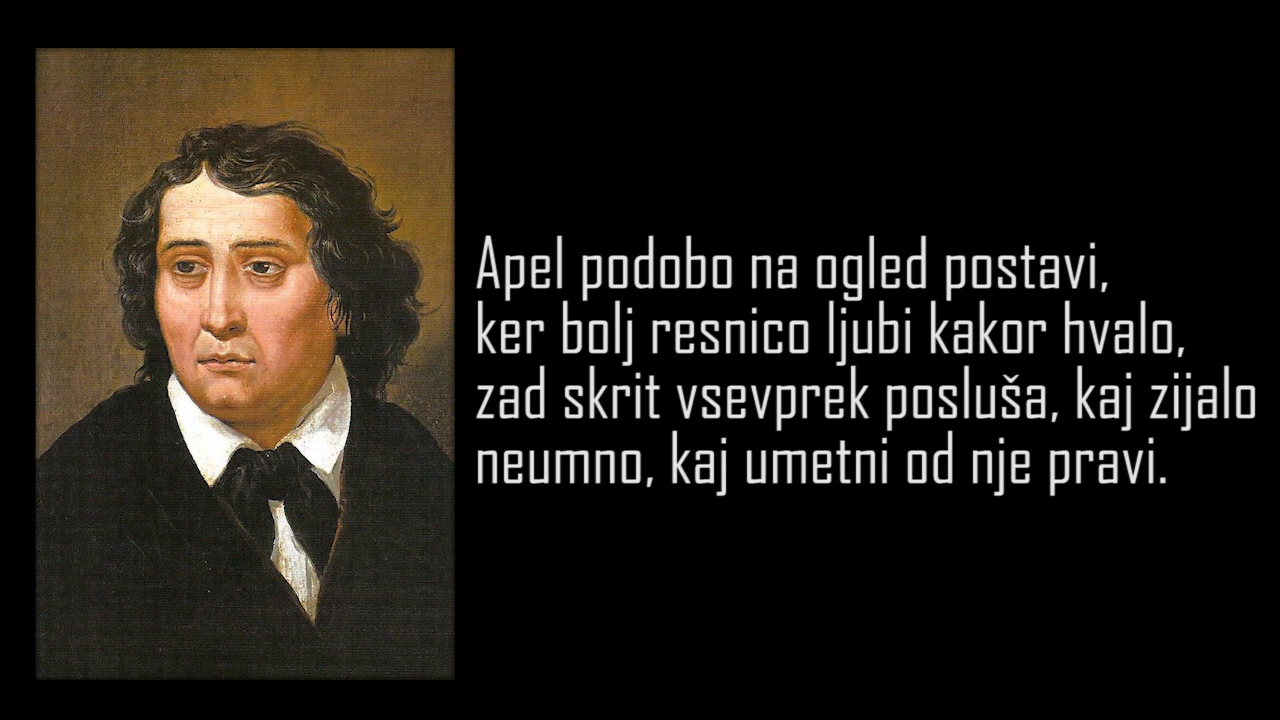 Apel podobo na ogled postavi,
ker bolj resnico ljubi kakor hvalo,
zad skrit vsevprek posluša, kaj zijalo
neumno, kaj umetni od nje pravi.